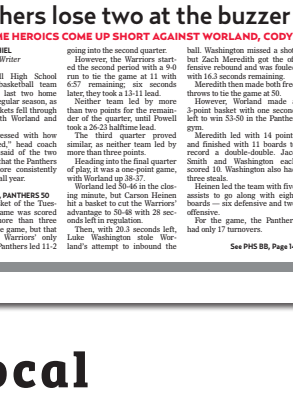 hers lose two at the buzzer
ME HEROICS COME UP SHORT AGAINST WORLAND, CODY
NIEL
Writer
ll High School
basketball team
last two home
gular season, as
kets fell through
th Worland and
essed with how
ed," head coach
said of the two
hat the Panthers
ore consistently
all year.
, PANTHERS 50
ket of the Tues-
ame was scored
more than three
e game, but that
Warriors' only
Panthers led 11-2
going into the second quarter.
However, the Warriors start-
ed the second period with a 9-0
run to tie the game at 11 with
6:57 remaining; six seconds
later, they took a 13-11 lead.
Neither team led by more
than two points for the remain-
der of the quarter, until Powell
took a 26-23 halftime lead.
The third quarter proved
similar, as neither team led by
more than three points.
Heading into the final quarter
of play, it was a one-point game,
with Worland up 38-37.
Worland led 50-46 in the clos-
ing minute, but Carson Heinen
hit a basket to cut the Warriors'
advantage to 50-48 with 28 sec-
onds left in regulation.
Then, with 20.3 seconds left,
Luke Washington stole Wor-
land's attempt to inbound the
ball. Washington missed a shot
but Zach Meredith got the of
fensive rebound and was foule
with 16.3 seconds remaining.
Meredith then made both fre
throws to tie the game at 50.
However, Worland made
3-point basket with one secon
left to win 53-50 in the Panthe
gym.
Meredith led with 14 point
and finished with 11 boards t
record a double-double. Jac
Smith and Washington eac
scored 10. Washington also ha
three steals.
Heinen led the team with fiv
assists to go along with eigh
boards — six defensive and tw
offensive.
For the game, the Panther
had only 17 turnovers.
See PHS BB, Page 14
ocal